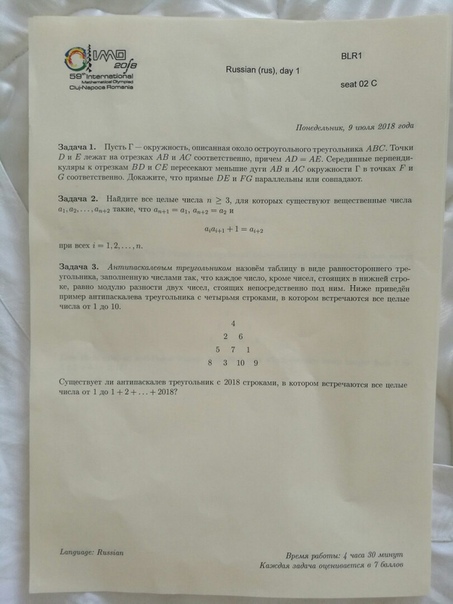 IMO
2018
59th International
Mathematical Olympiad
Cluj-Napoca Romania
Russian (rus), day 1
BLR1
seat 02 C
Понедельник, 9 июля 2018 года
Задача 1. Пусть Γ — окружность, описанная около остроугольного треугольника ABC. Точки
D и E лежат на отрезках AB и AC соответственно, причем AD = AE. Серединные перпенди-
куляры к отрезкам BD и CE пересекают меньшие дуги AB и AC окружности Γ в точках F и
G соответственно. Докажите, что прямые DE и FG параллельны или совпадают.
Задача 2. Найдите все целые числа n ≥ 3, для которых существуют вещественные числа
a₁, a₂, . . . , aₙ₊₂ такие, что aₙ₊₁ = a₁, aₙ₊₂ = a₂ и
aᵢaᵢ₊₁ + 1 = aᵢ₊₂
при всех i = 1, 2, . . . , n.
Задача 3. Антипаскалевым треугольником назовём таблицу в виде равностороннего тре-
угольника, заполненную числами так, что каждое число, кроме чисел, стоящих в нижней стро-
ке, равно модулю разности двух чисел, стоящих непосредственно под ним. Ниже приведён
пример антипаскалева треугольника с четырьмя строками, в котором встречаются все целые
числа от 1 до 10.
4
2 6
5 7 1
8 3 10 9
Существует ли антипаскалев треугольник с 2018 строками, в котором встречаются все целые
числа от 1 до 1 + 2 + . . . + 2018?
Language: Russian
Время работы: 4 часа 30 минут
Каждая задача оценивается в 7 баллов